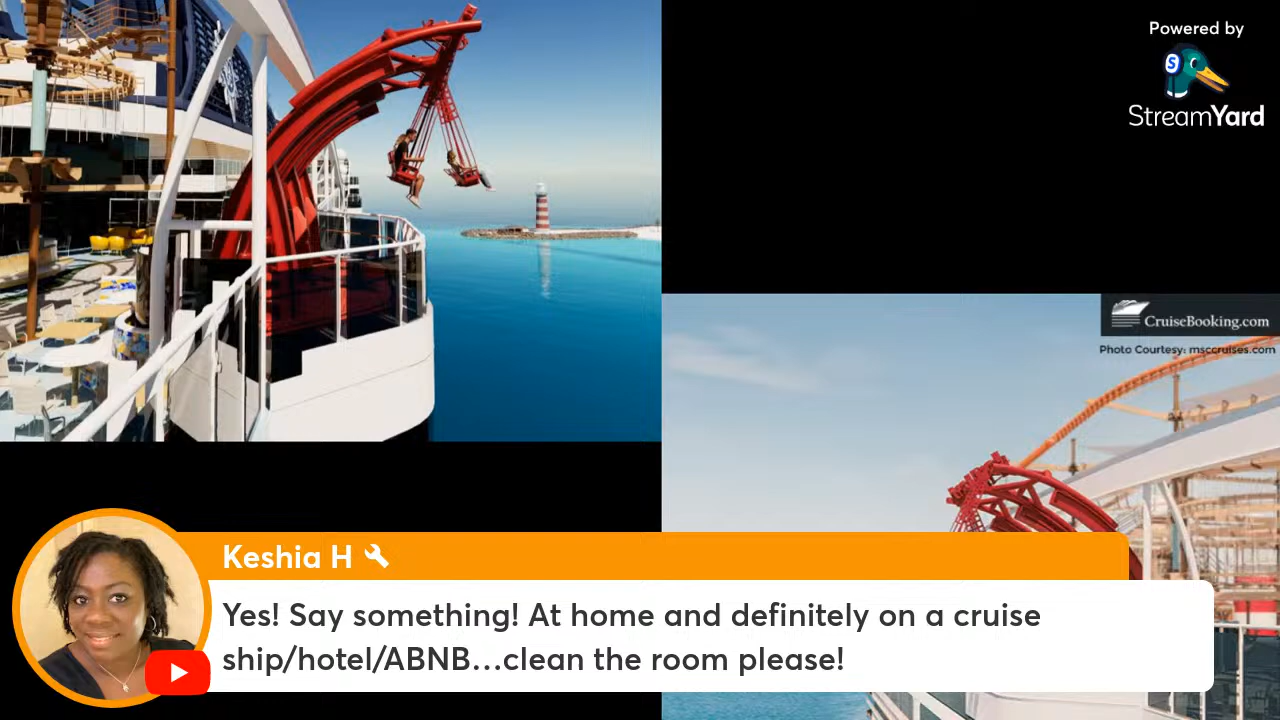 Powered by
StreamYard
CruiseBooking.com
Photo Courtesy: msccruises.com
Keshia H
Yes! Say something! At home and definitely on a cruise
ship/hotel/ABNB...clean the room please!